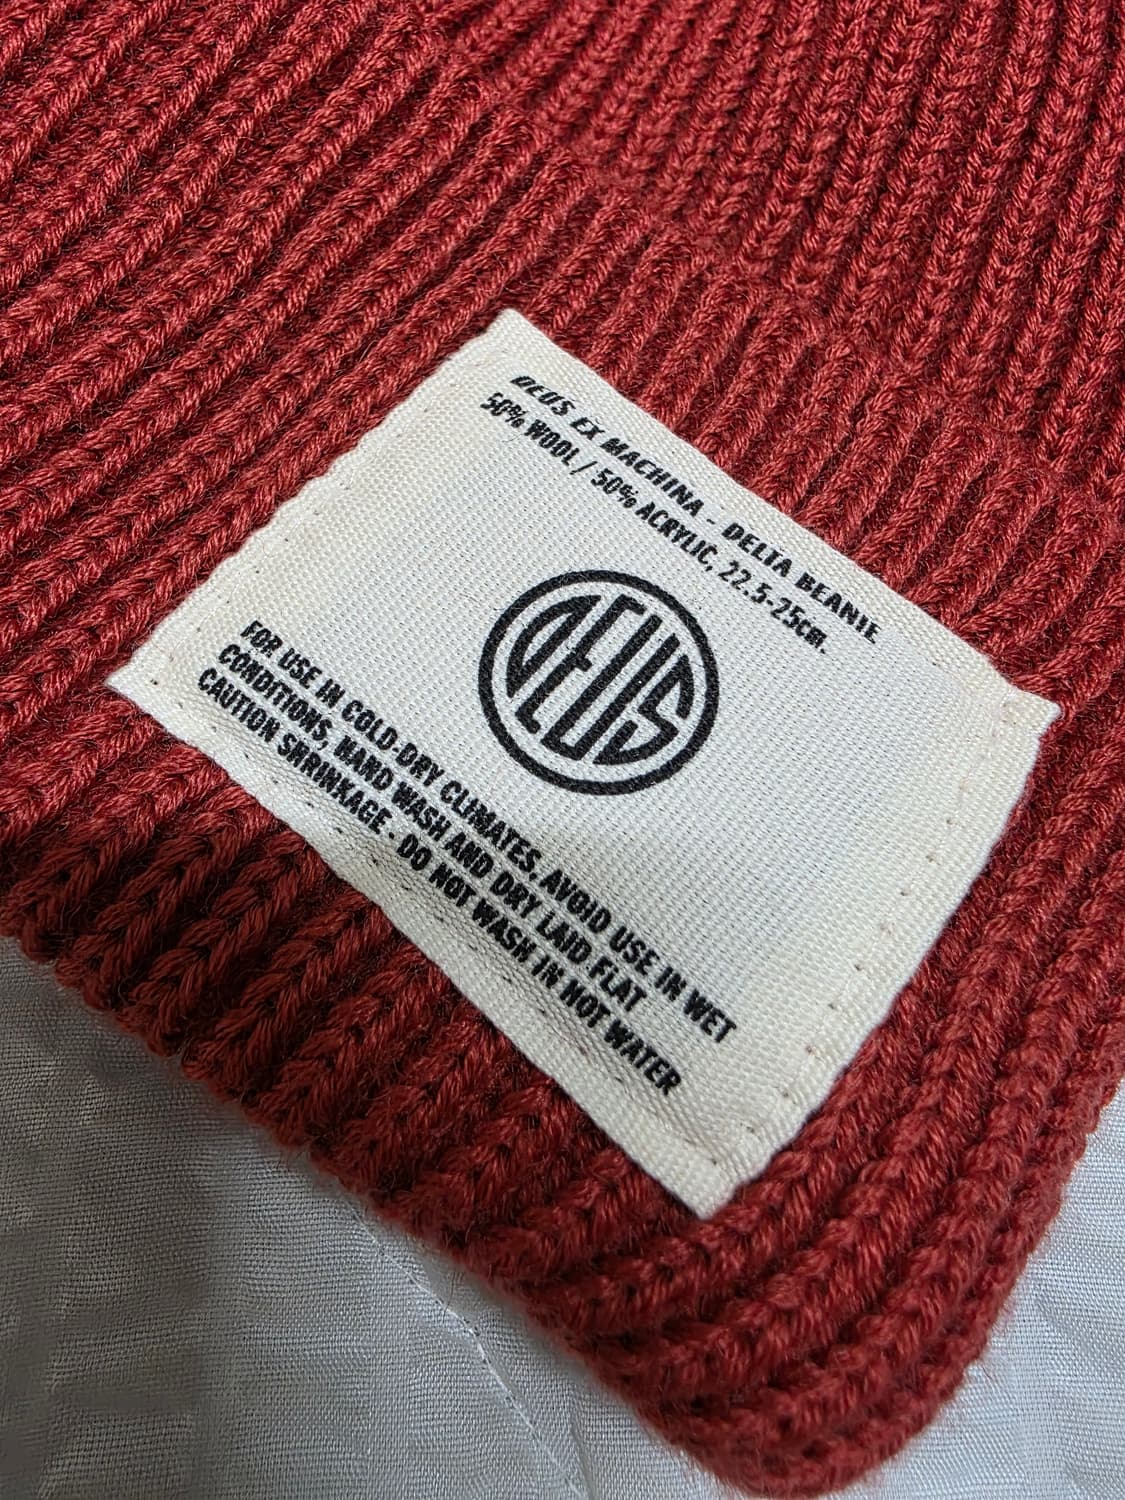 DEUS EX MACHINA - DELTA BEANIE
50% WOOL / 50% ACRYLIC, 22.5-25cm.
DEUS
FOR USE IN COLD-DRY CLIMATES, AVOID USE IN WET
CONDITIONS, HAND WASH AND DRY LAID FLAT
CAUTION SHRINKAGE - DO NOT WASH IN HOT WATER